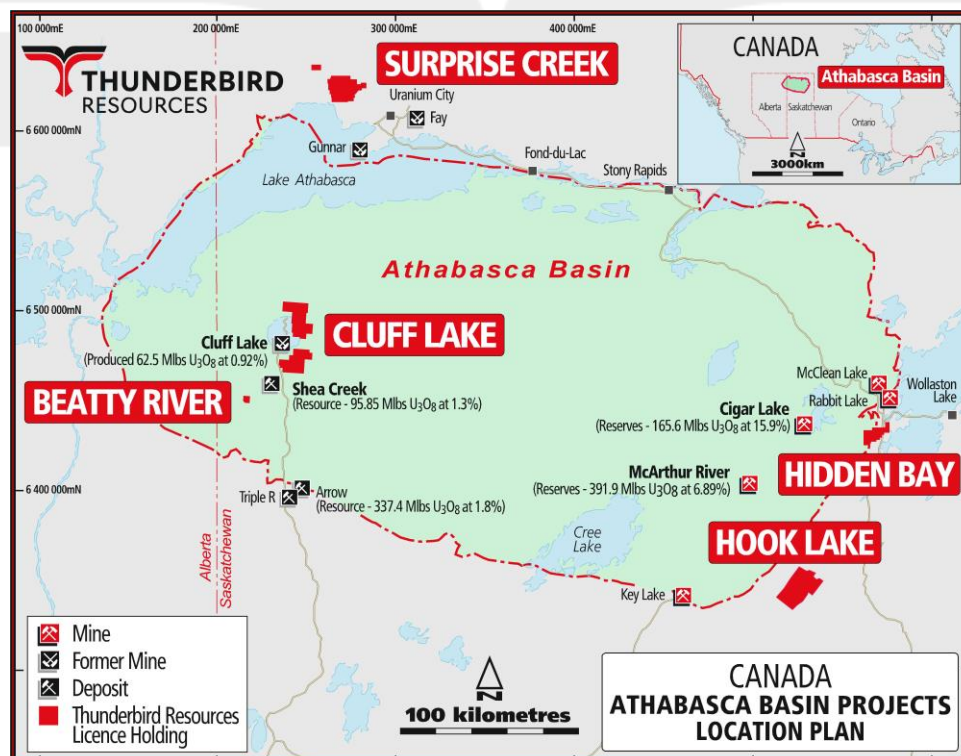 100 000mE
200 000mE
300 000mE
400 000mE
THUNDERBIRD
RESOURCES
SURPRISE CREEK
CANADA
Athabasca Basin
Alberta
Saskatchewan
Ontario
N
3000km
Uranium City
Fay
6 600 000mN
Gunnar
Fond-du-Lac
Lake Athabasca
Stony Rapids
Athabasca Basin
6 500 000mN
Cluff Lake
(Produced 62.5 Mlbs U₃O₈ at 0.92%)
CLUFF LAKE
BEATTY RIVER
Shea Creek
(Resource - 95.85 Mlbs U₃O₈ at 1.3%)
McClean Lake
Rabbit Lake
Wollaston
Lake
Cigar Lake
(Reserves - 165.6 Mlbs U₃O₈ at 15.9%)
HIDDEN BAY
McArthur River
(Reserves - 391.9 Mlbs U₃O₈ at 6.89%)
6 400 000mN
Triple R
Arrow
(Resource - 337.4 Mlbs U₃O₈ at 1.8%)
Cree
Lake
HOOK LAKE
Alberta
Saskatchewan
Key Lake
Mine
Former Mine
Deposit
Thunderbird Resources
Licence Holding
N
100 kilometres
CANADA
ATHABASCA BASIN PROJECTS
LOCATION PLAN